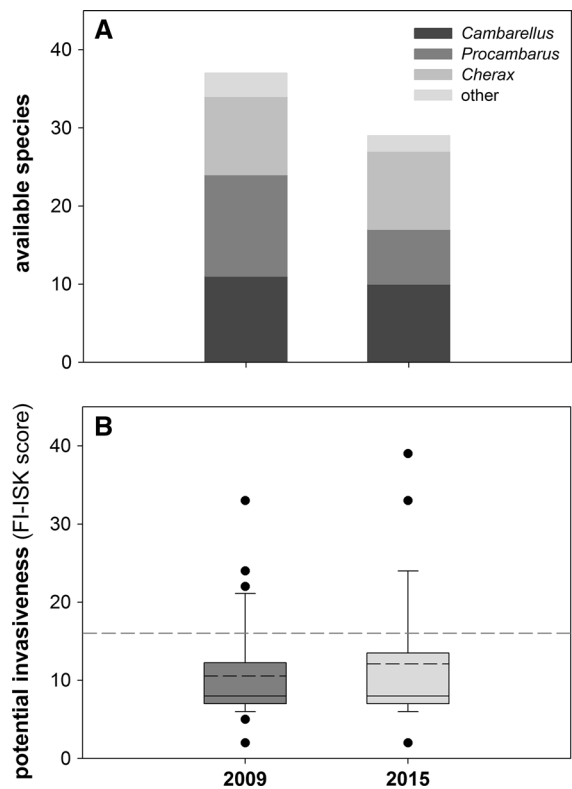 A
Cambarellus
Procambarus
Cherax
other
available species
40
30
20
10
0
B
potential invasiveness (FI-ISK score)
40
30
20
10
0
2009
2015